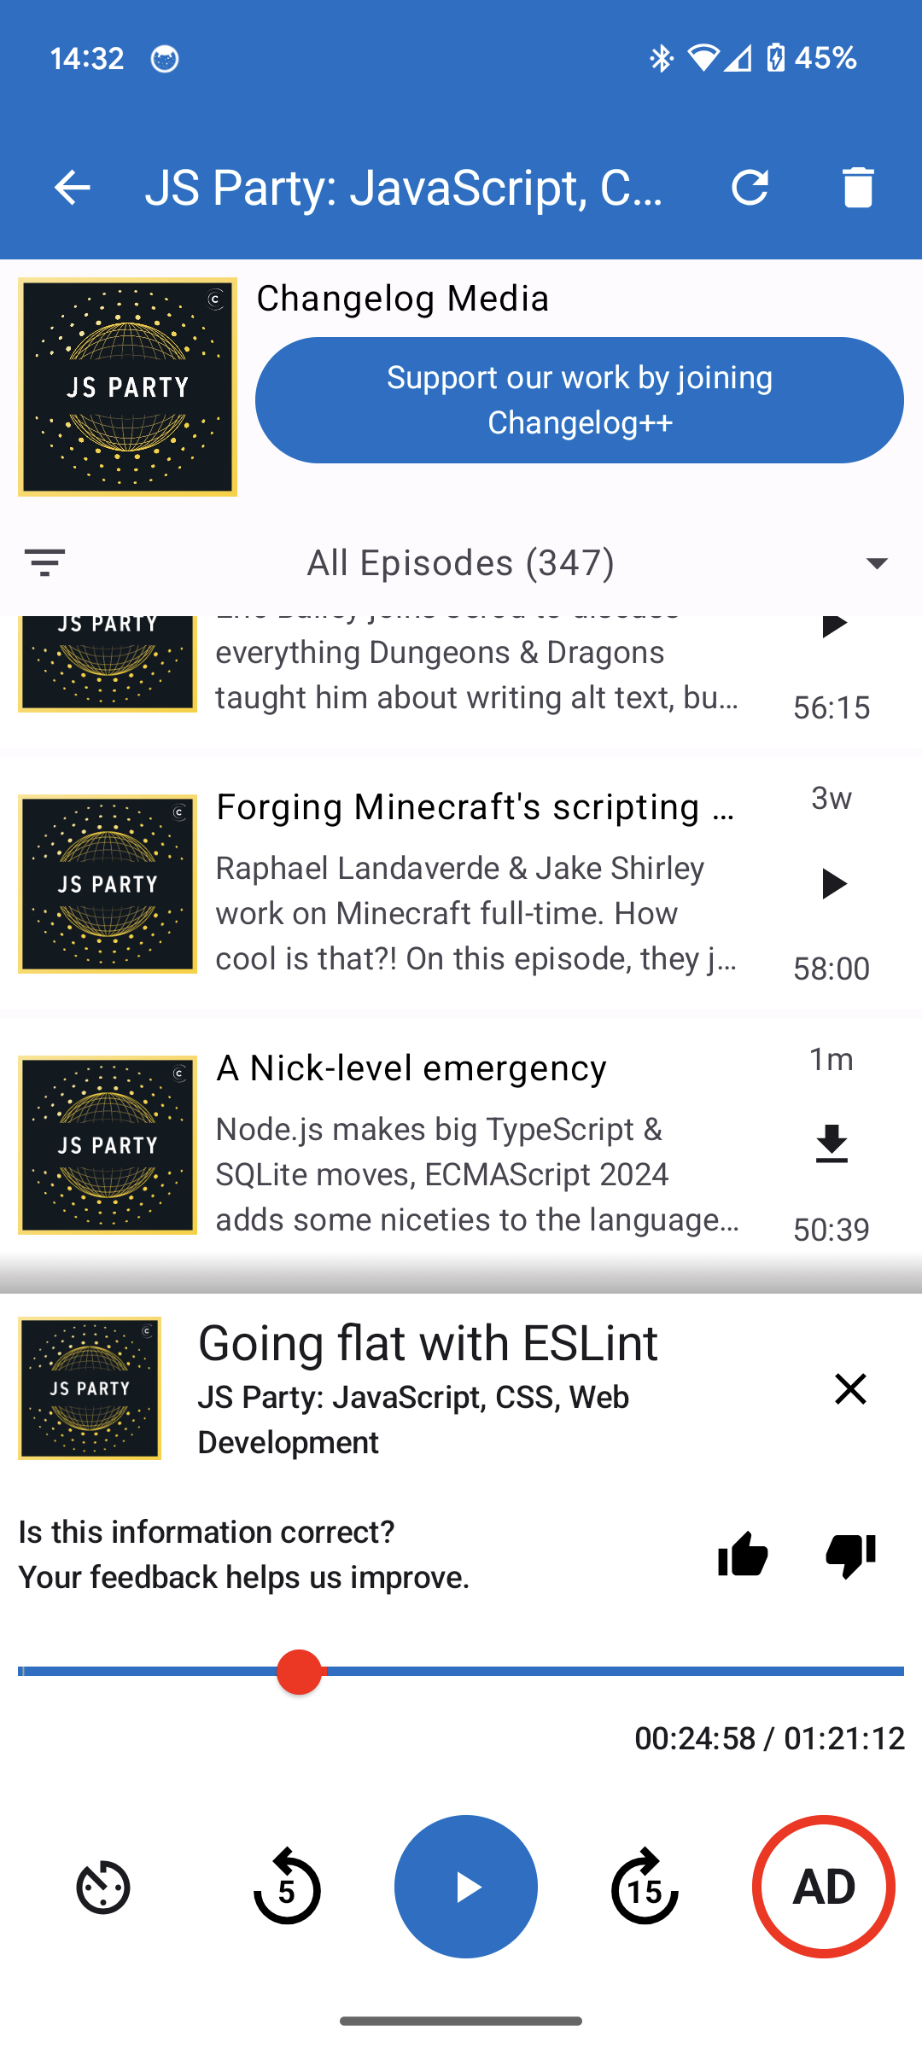 14:32
45%
JS Party: JavaScript, C...
JS PARTY
Changelog Media
Support our work by joining
Changelog++
All Episodes (347)
JS PARTY
everything Dungeons & Dragons
taught him about writing alt text, bu...
56:15
JS PARTY
Forging Minecraft's scripting ...
3w
Raphael Landaverde & Jake Shirley
work on Minecraft full-time. How
cool is that?! On this episode, they j...
58:00
JS PARTY
A Nick-level emergency
1m
Node.js makes big TypeScript &
SQLite moves, ECMAScript 2024
adds some niceties to the language...
50:39
JS PARTY
Going flat with ESLint
JS Party: JavaScript, CSS, Web
Development
Is this information correct?
Your feedback helps us improve.
00:24:58 / 01:21:12
5
15
AD